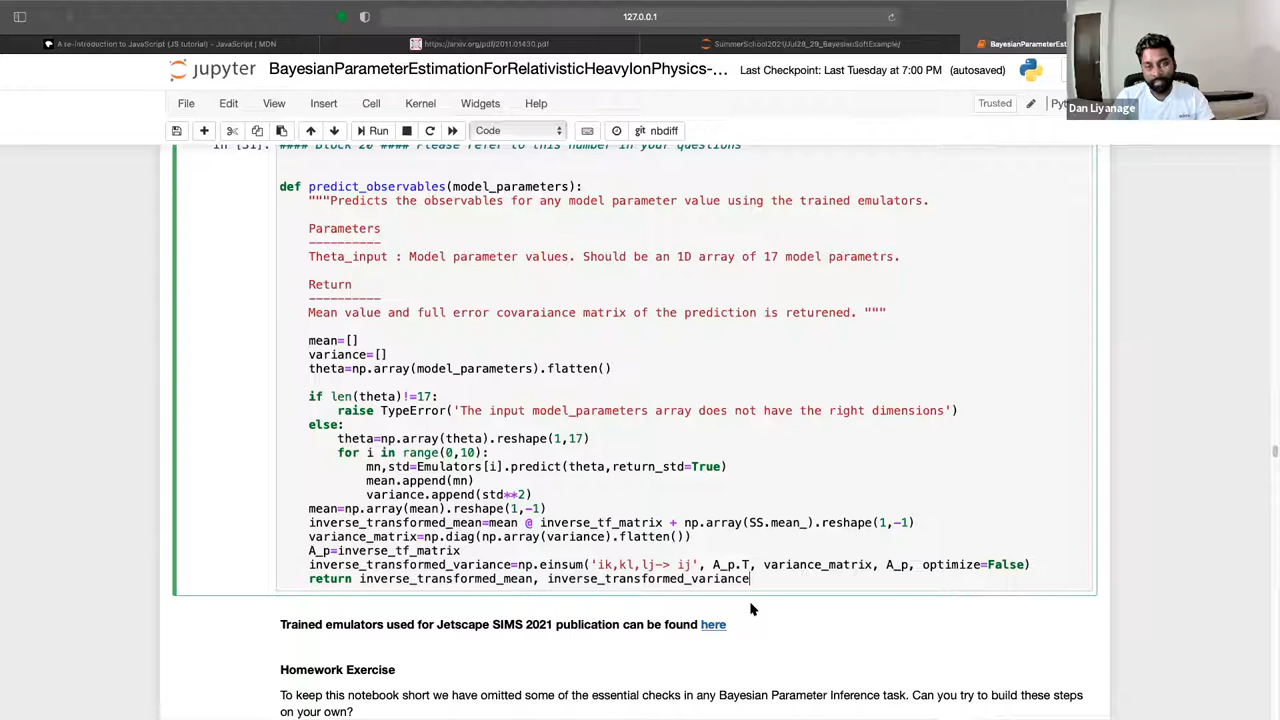 127.0.0.1
A re-introduction to JavaScript (JS tutorial) - JavaScript | MDN
https://arxiv.org/pdf/2011.01430.pdf
SummerSchool2021/Jul28_29_BayesianSoftExample/
BayesianParameterEst
jupyter
BayesianParameterEstimationForRelativisticHeavyIonPhysics-...
Last Checkpoint: Last Tuesday at 7:00 PM (autosaved)
Dan Liyanage
File Edit View Insert Cell Kernel Widgets Help
Trusted
Run
Code
nbdiff
In [31]:
#### Block 20 #### Please refer to this number in your questions
def predict_observables(model_parameters):
"""Predicts the observables for any model parameter value using the trained emulators.
Parameters
----------
Theta_input : Model parameter values. Should be an 1D array of 17 model parametrs.
Return
----------
Mean value and full error covaraiance matrix of the prediction is returened. """
mean=[]
variance=[]
theta=np.array(model_parameters).flatten()
if len(theta)!=17:
raise TypeError('The input model_parameters array does not have the right dimensions')
else:
theta=np.array(theta).reshape(1,17)
for i in range(0,10):
mn,std=Emulators[i].predict(theta,return_std=True)
mean.append(mn)
variance.append(std**2)
mean=np.array(mean).reshape(1,-1)
inverse_transformed_mean=mean @ inverse_tf_matrix + np.array(SS.mean_).reshape(1,-1)
variance_matrix=np.diag(np.array(variance).flatten())
A_p=inverse_tf_matrix
inverse_transformed_variance=np.einsum('ik,kl,lj-> ij', A_p.T, variance_matrix, A_p, optimize=False)
return inverse_transformed_mean, inverse_transformed_variance
Trained emulators used for Jetscape SIMS 2021 publication can be found here
Homework Exercise
To keep this notebook short we have omitted some of the essential checks in any Bayesian Parameter Inference task. Can you try to build these steps
on your own?